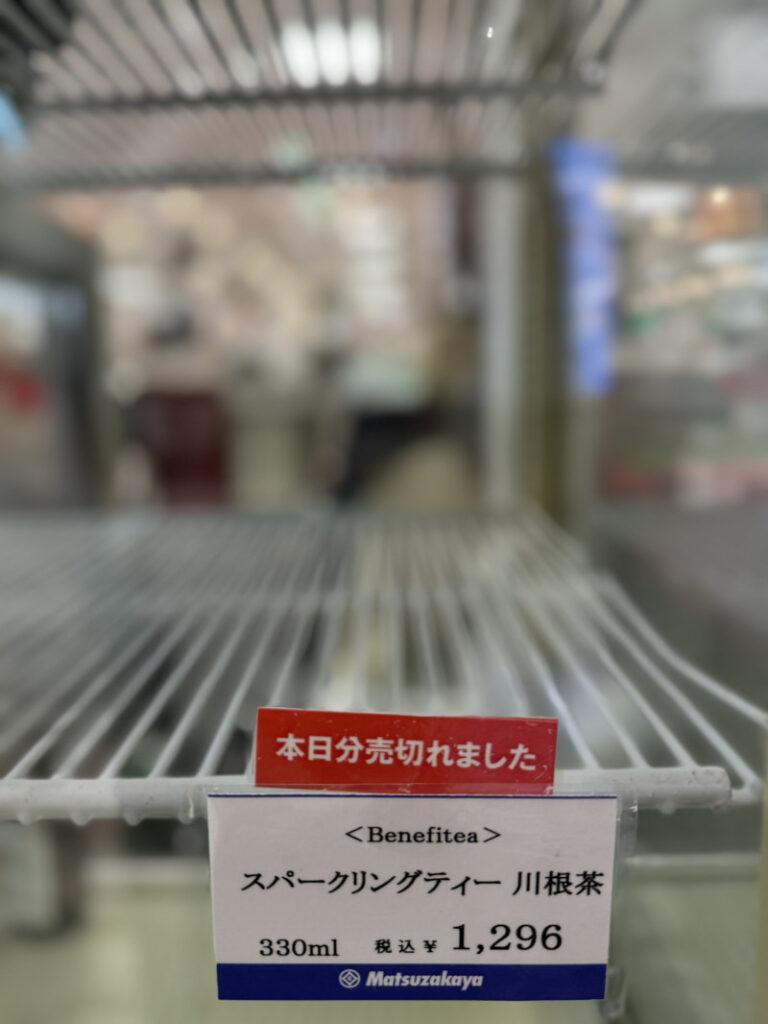 本日分売切れました
＜Benefitea＞
スパークリングティー 川根茶
330ml 税込¥ 1,296
Matsuzakaya